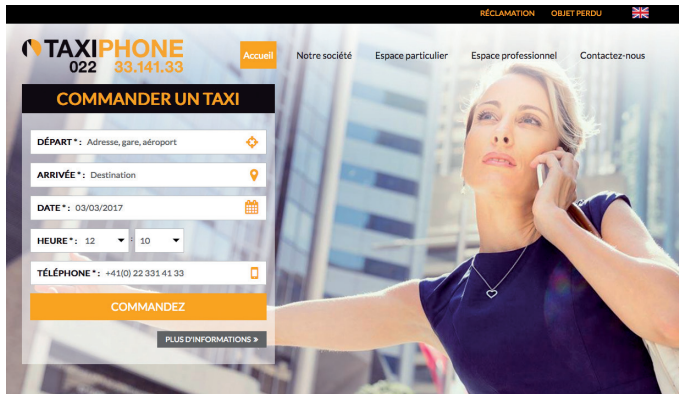 RÉCLAMATION OBJET PERDU
TAXIPHONE
022 33.141.33
Accueil Notre société Espace particulier Espace professionnel Contactez-nous
COMMANDER UN TAXI
DÉPART * : Adresse, gare, aéroport
ARRIVÉE * : Destination
DATE * : 03/03/2017
HEURE * : 12 : 10
TÉLÉPHONE * : +41(0) 22 331 41 33
COMMANDEZ
PLUS D'INFORMATIONS »